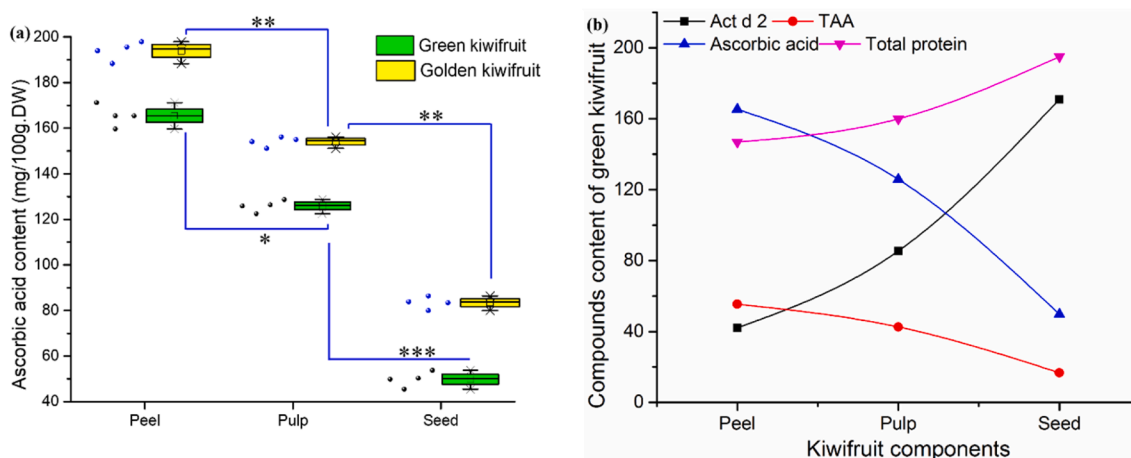 (a)
**
Green kiwifruit
Golden kiwifruit
**
*
***
Ascorbic acid content (mg/100g.DW)
200
180
160
140
120
100
80
60
40
Peel Pulp Seed
(b)
Act d 2 TAA
Ascorbic acid Total protein
Compounds content of green kiwifruit
200
160
120
80
40
0
Peel Pulp Seed
Kiwifruit components